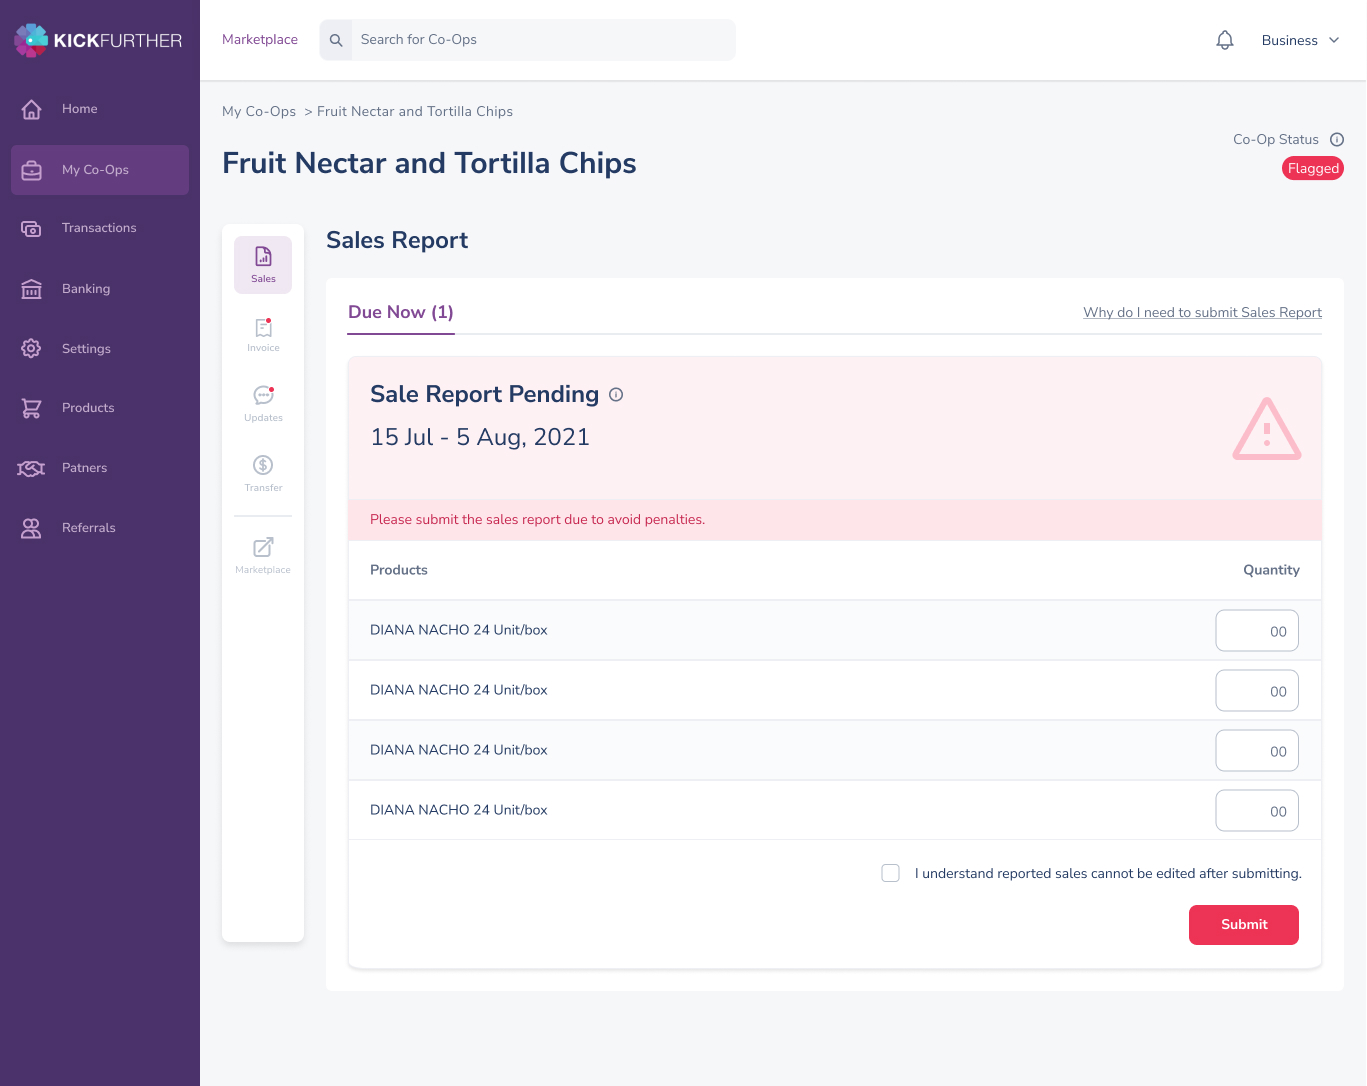 KICKFURTHER
Marketplace
Search for Co-Ops
Business
Home
My Co-Ops
Transactions
Banking
Settings
Products
Patners
Referrals
My Co-Ops > Fruit Nectar and Tortilla Chips
Fruit Nectar and Tortilla Chips
Co-Op Status
Flagged
Sales
Invoice
Updates
Transfer
Marketplace
Sales Report
Due Now (1)
Why do I need to submit Sales Report
Sale Report Pending
15 Jul - 5 Aug, 2021
Please submit the sales report due to avoid penalties.
Products Quantity
DIANA NACHO 24 Unit/box 00
DIANA NACHO 24 Unit/box 00
DIANA NACHO 24 Unit/box 00
DIANA NACHO 24 Unit/box 00
I understand reported sales cannot be edited after submitting.
Submit